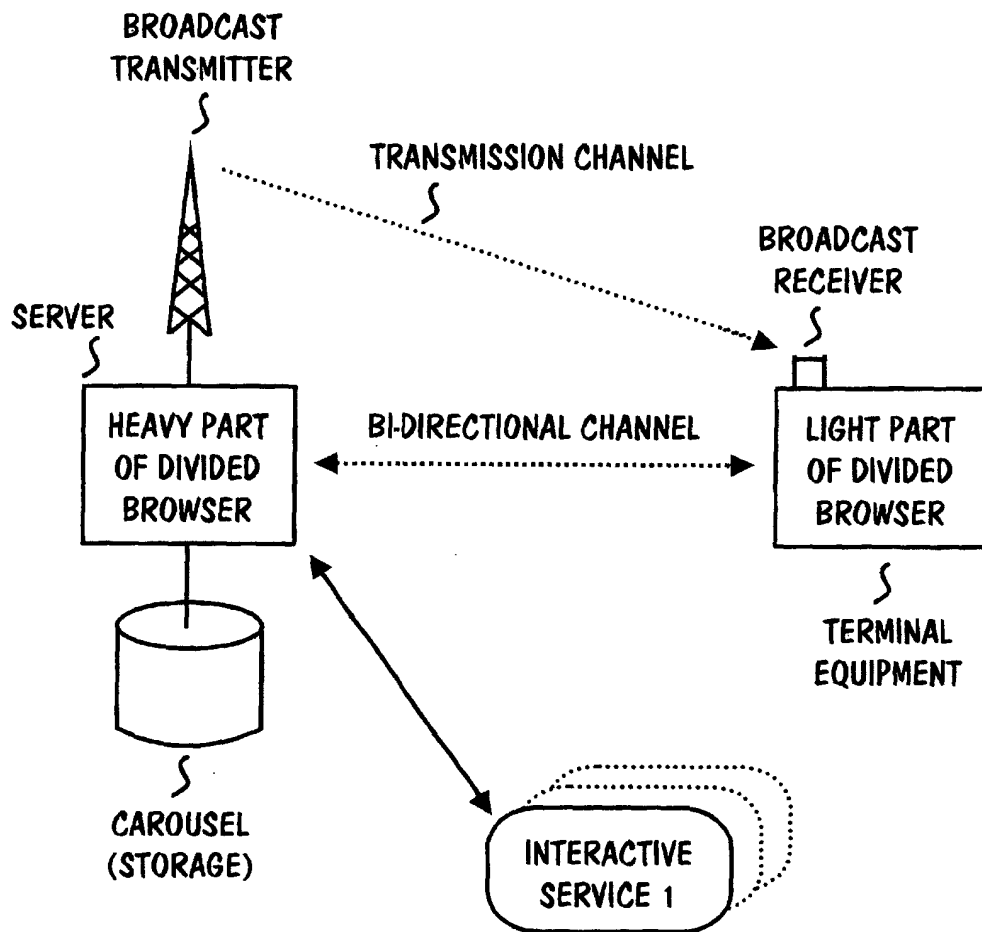 BROADCAST
TRANSMITTER
TRANSMISSION CHANNEL
BROADCAST
RECEIVER
SERVER
HEAVY PART
OF DIVIDED
BROWSER
BI-DIRECTIONAL CHANNEL
LIGHT PART
OF DIVIDED
BROWSER
TERMINAL
EQUIPMENT
CAROUSEL
(STORAGE)
INTERACTIVE
SERVICE 1